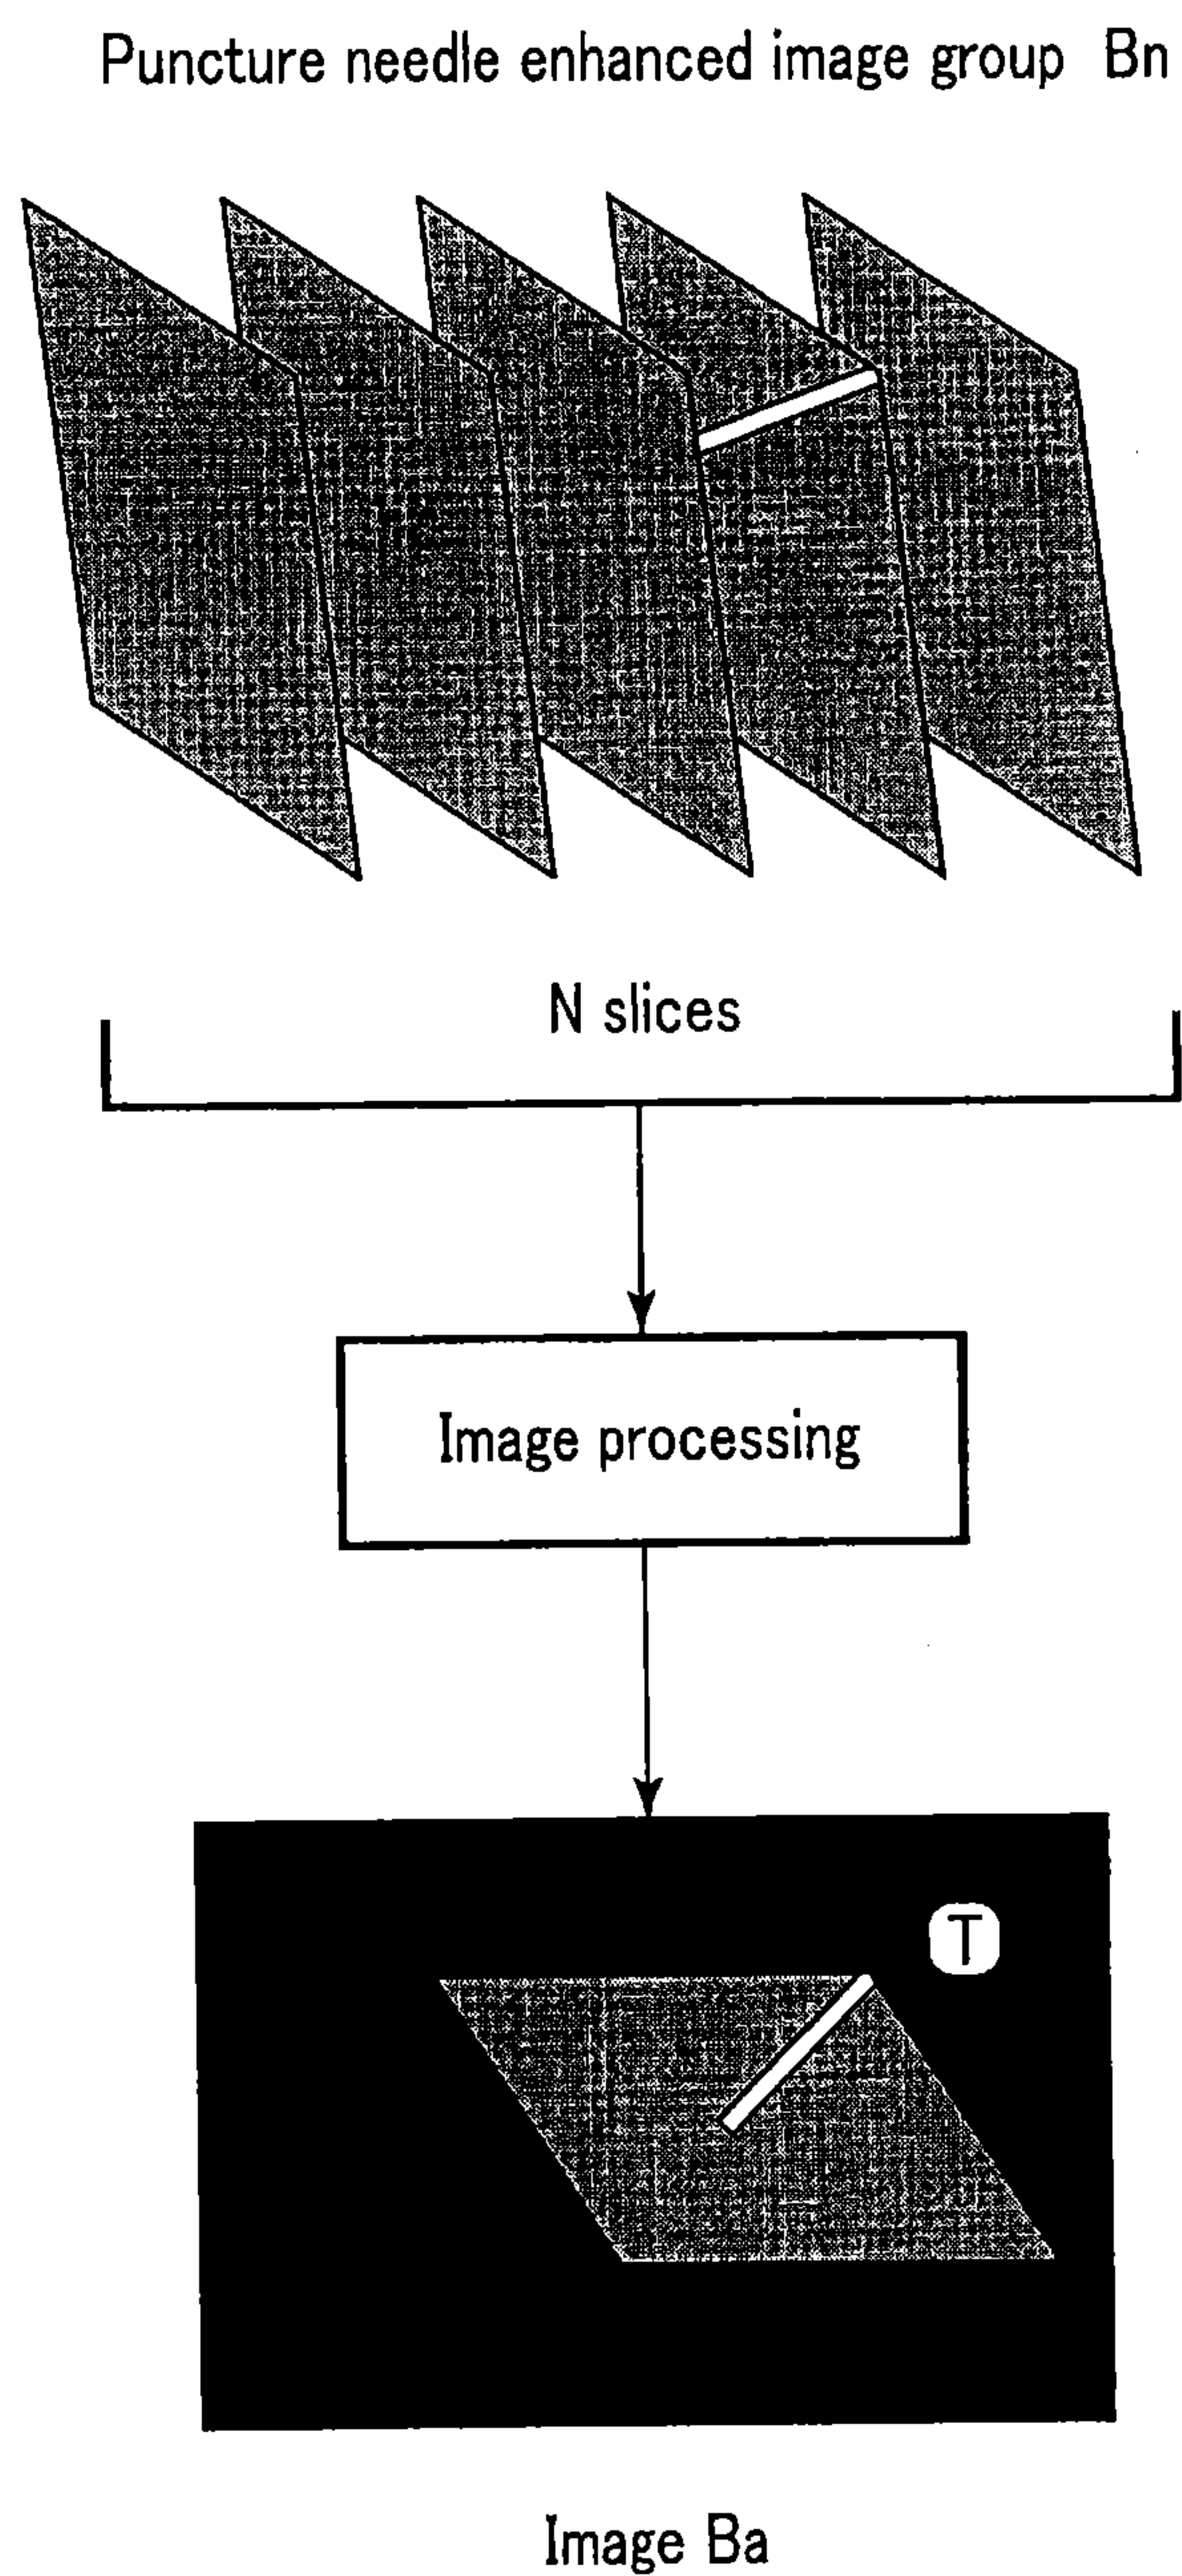 Puncture needle enhanced image group Bn
N slices
Image processing
T
Image Ba